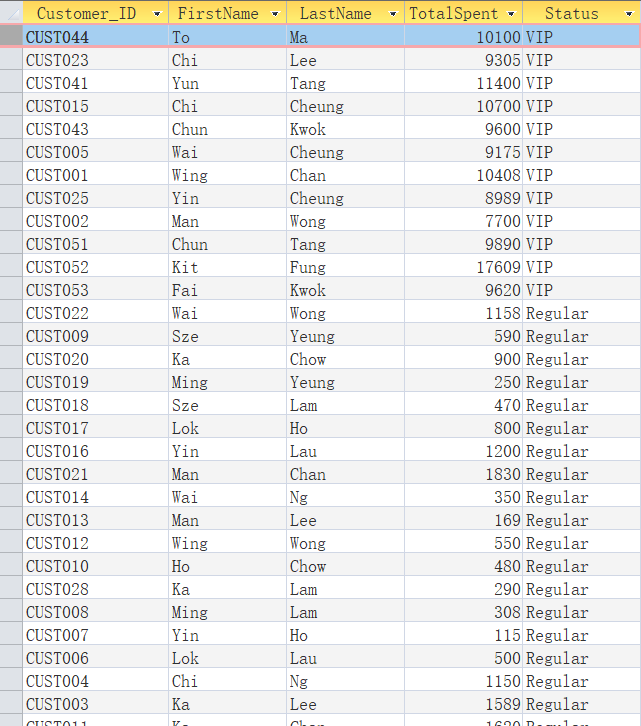 Customer_ID FirstName LastName TotalSpent Status
CUST044 To Ma 10100 VIP
CUST023 Chi Lee 9305 VIP
CUST041 Yun Tang 11400 VIP
CUST015 Chi Cheung 10700 VIP
CUST043 Chun Kwok 9600 VIP
CUST005 Wai Cheung 9175 VIP
CUST001 Wing Chan 10408 VIP
CUST025 Yin Cheung 8989 VIP
CUST002 Man Wong 7700 VIP
CUST051 Chun Tang 9890 VIP
CUST052 Kit Fung 17609 VIP
CUST053 Fai Kwok 9620 VIP
CUST022 Wai Wong 1158 Regular
CUST009 Sze Yeung 590 Regular
CUST020 Ka Chow 900 Regular
CUST019 Ming Yeung 250 Regular
CUST018 Sze Lam 470 Regular
CUST017 Lok Ho 800 Regular
CUST016 Yin Lau 1200 Regular
CUST021 Man Chan 1830 Regular
CUST014 Wai Ng 350 Regular
CUST013 Man Lee 169 Regular
CUST012 Wing Wong 550 Regular
CUST010 Ho Chow 480 Regular
CUST028 Ka Lam 290 Regular
CUST008 Ming Lam 308 Regular
CUST007 Yin Ho 115 Regular
CUST006 Lok Lau 500 Regular
CUST004 Chi Ng 1150 Regular
CUST003 Ka Lee 1589 Regular
CUST011 Ka Chan Regular